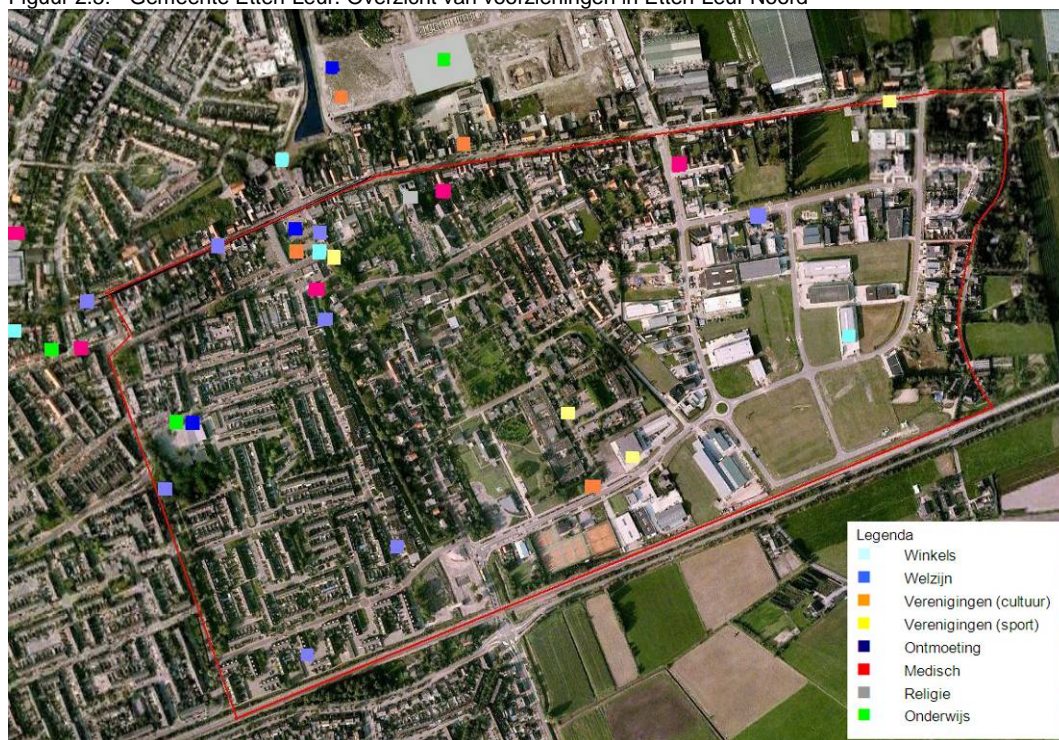 Figuur 2.3. Gemeente Etten-Leur: Overzicht van voorzieningen in Etten-Leur Noord
Legenda
Winkels
Welzijn
Verenigingen (cultuur)
Verenigingen (sport)
Ontmoeting
Medisch
Religie
Onderwijs